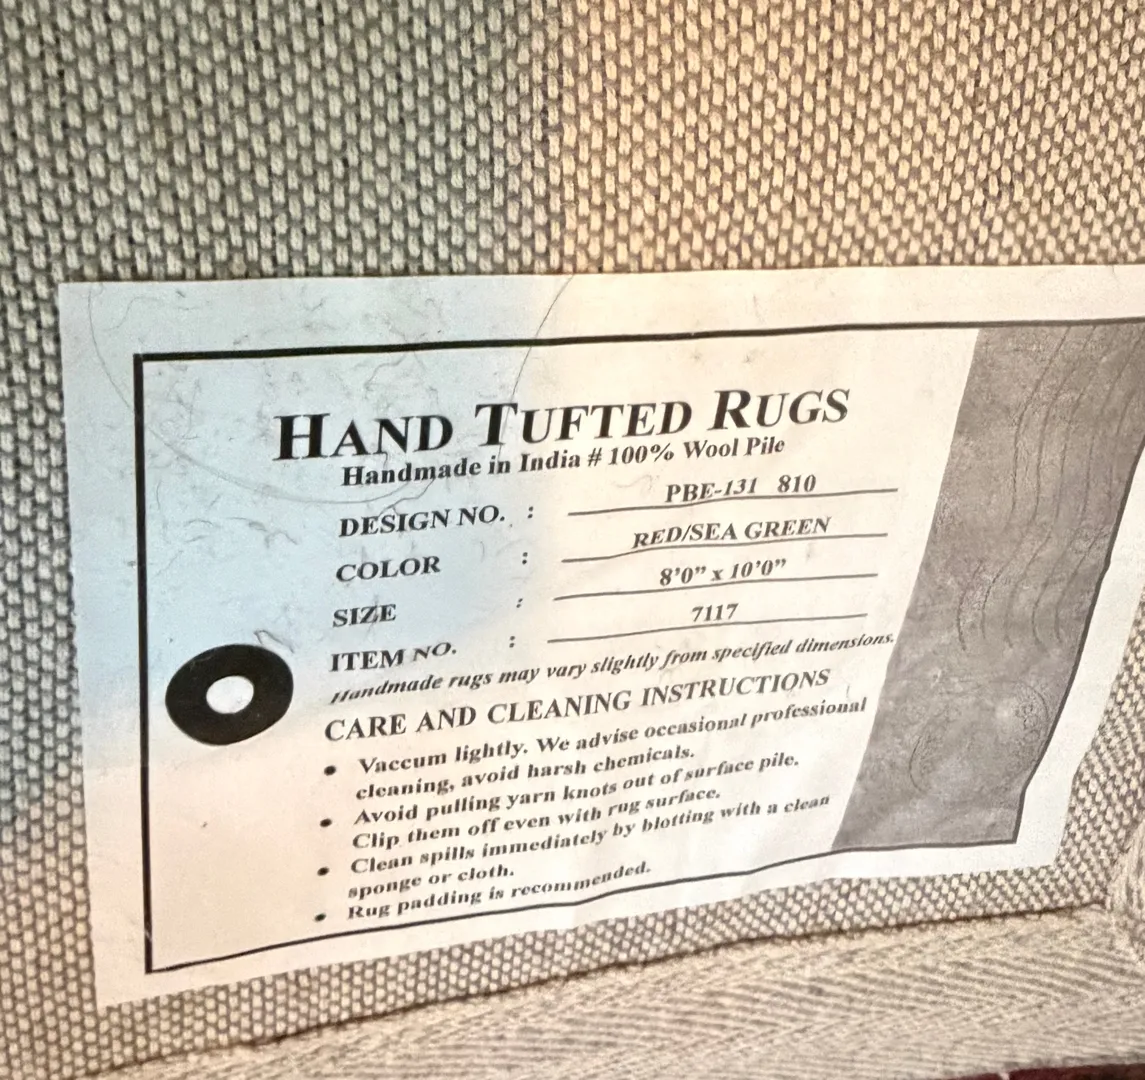 HAND TUFTED RUGS
Handmade in India # 100% Wool Pile
DESIGN NO. : PBE-131 810
COLOR : RED/SEA GREEN
SIZE : 8'0" x 10'0"
ITEM NO. : 7117
Handmade rugs may vary slightly from specified dimensions.
CARE AND CLEANING INSTRUCTIONS
• Vaccum lightly. We advise occasional professional
cleaning, avoid harsh chemicals.
• Avoid pulling yarn knots out of surface pile.
Clip them off even with rug surface.
• Clean spills immediately by blotting with a clean
sponge or cloth.
• Rug padding is recommended.